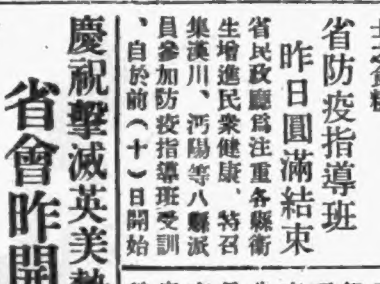 省防疫指導班
昨日圓滿結束
省民政廳爲注重各縣衛
生增進民衆健康、特召
集漢川、沔陽等八縣派
員參加防疫指導班受訓
、自於前（十）日開始
慶祝擊滅英美
省會昨開